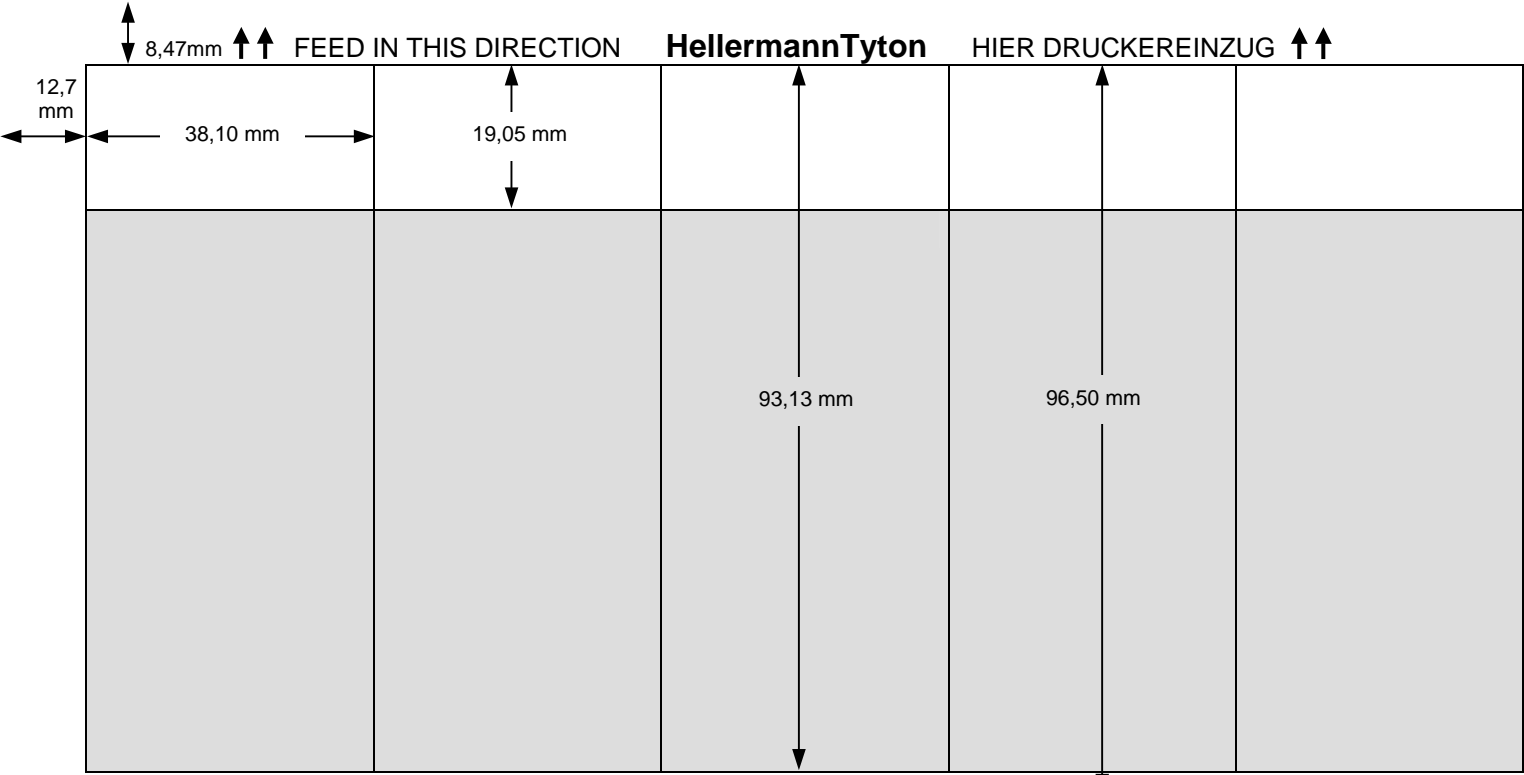 8,47mm FEED IN THIS DIRECTION HellermannTyton HIER DRUCKEREINZUG
12,7
mm
38,10 mm 19,05 mm
93,13 mm 96,50 mm